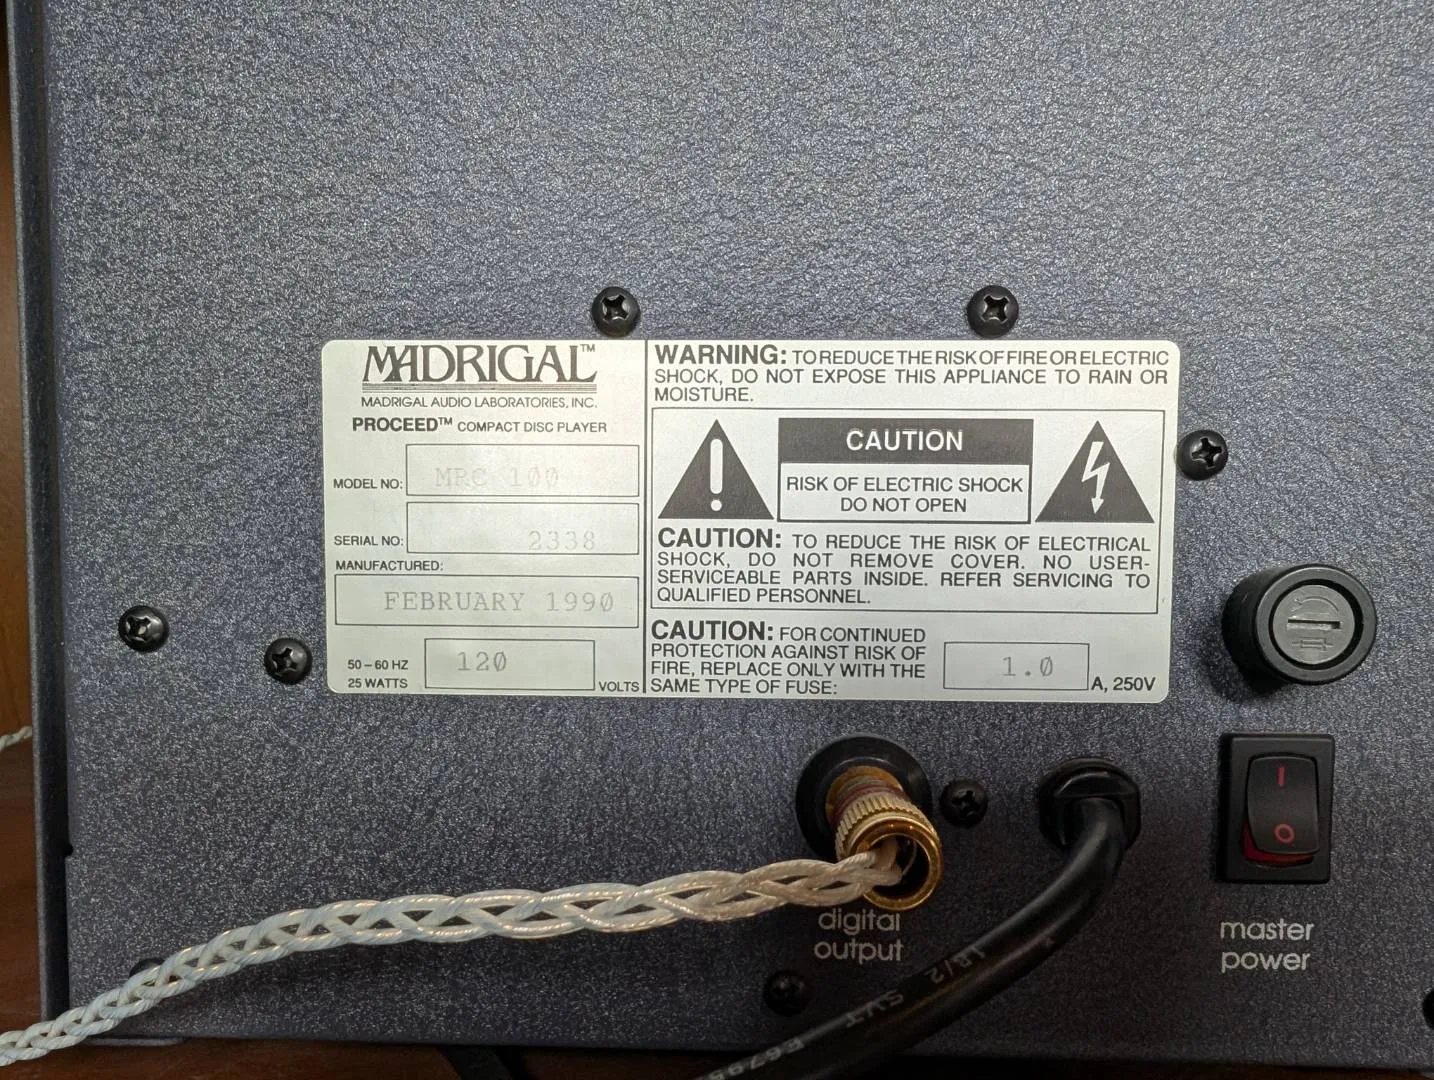 MADRIGAL™
MADRIGAL AUDIO LABORATORIES, INC.
PROCEED™ COMPACT DISC PLAYER
MODEL NO: MRC 100
SERIAL NO: 2338
MANUFACTURED:
FEBRUARY 1990
50 – 60 HZ
25 WATTS
120 VOLTS
WARNING: TO REDUCE THE RISK OF FIRE OR ELECTRIC
SHOCK, DO NOT EXPOSE THIS APPLIANCE TO RAIN OR
MOISTURE.
CAUTION
RISK OF ELECTRIC SHOCK
DO NOT OPEN
CAUTION: TO REDUCE THE RISK OF ELECTRICAL
SHOCK, DO NOT REMOVE COVER. NO USER-
SERVICEABLE PARTS INSIDE. REFER SERVICING TO
QUALIFIED PERSONNEL.
CAUTION: FOR CONTINUED
PROTECTION AGAINST RISK OF
FIRE, REPLACE ONLY WITH THE
SAME TYPE OF FUSE: 1.0 A, 250V
I
O
digital
output
master
power
18/2 SVT